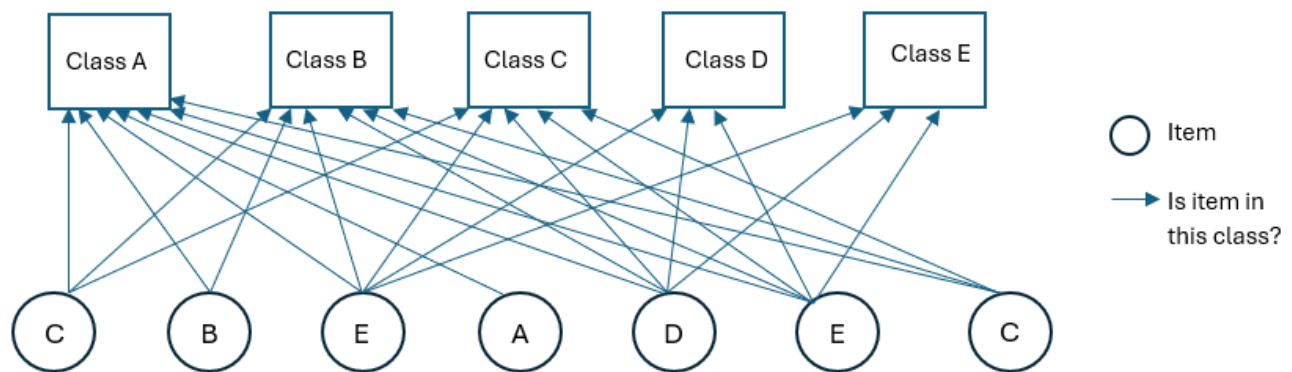 Class A
Class B
Class C
Class D
Class E
Item
Is item in
this class?
C
B
E
A
D
E
C